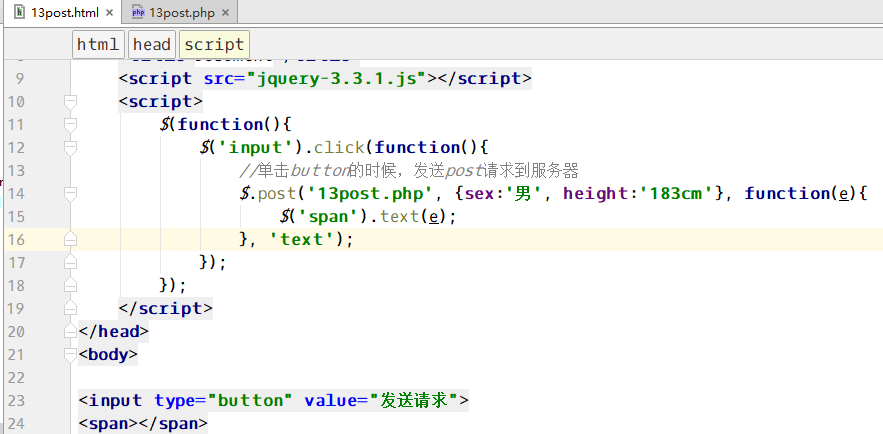 13post.html × 13post.php ×
html head script
9 <script src="jquery-3.3.1.js"></script>
10 <script>
11 $(function(){
12 $('input').click(function(){
13 //单击button的时候，发送post请求到服务器
14 $.post('13post.php', {sex:'男', height:'183cm'}, function(e){
15 $('span').text(e);
16 }, 'text');
17 });
18 });
19 </script>
20 </head>
21 <body>
22
23 <input type="button" value="发送请求">
24 <span></span>